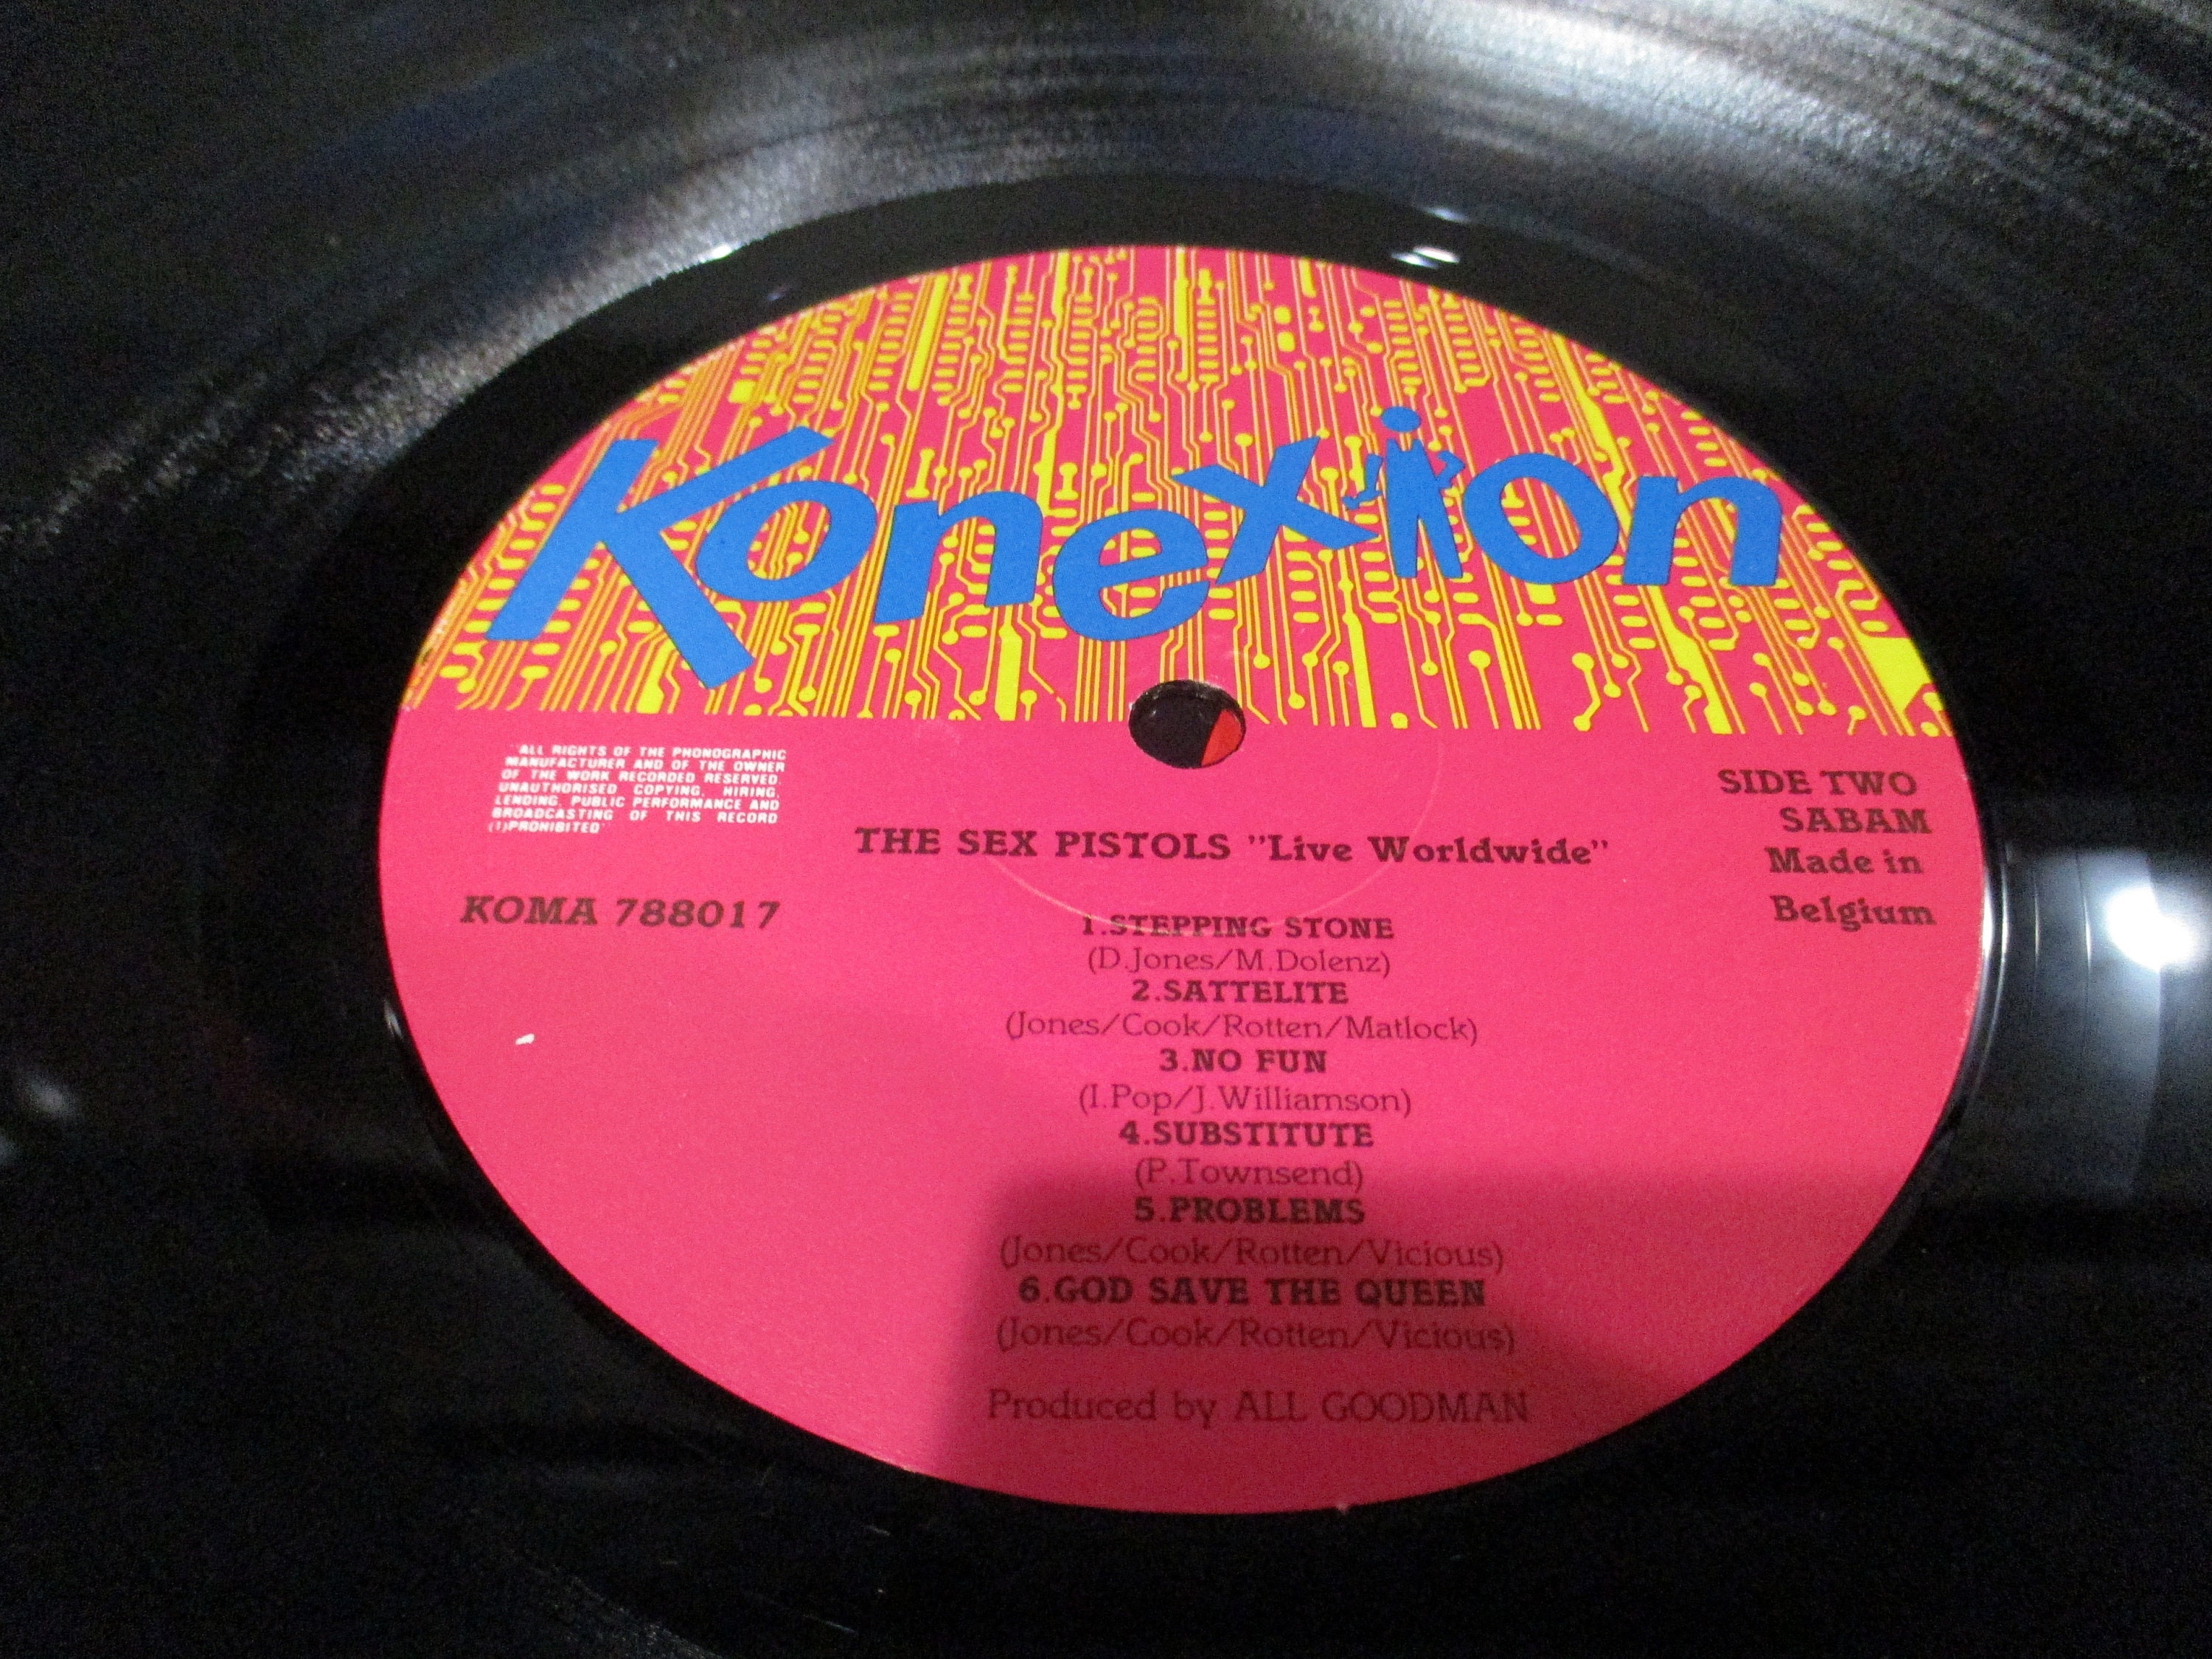 Konexion
"ALL RIGHTS OF THE PHONOGRAPHIC
MANUFACTURER AND OF THE OWNER
OF THE WORK RECORDED RESERVED.
UNAUTHORISED COPYING, HIRING,
LENDING, PUBLIC PERFORMANCE AND
BROADCASTING OF THIS RECORD
(1)PROHIBITED"
KOMA 788017
SIDE TWO
SABAM
Made in
Belgium
THE SEX PISTOLS "Live Worldwide"
1.STEPPING STONE
(D.Jones/M.Dolenz)
2.SATTELITE
(Jones/Cook/Rotten/Matlock)
3.NO FUN
(I.Pop/J.Williamson)
4.SUBSTITUTE
(P.Townsend)
5.PROBLEMS
(Jones/Cook/Rotten/Vicious)
6.GOD SAVE THE QUEEN
(Jones/Cook/Rotten/Vicious)
Produced by ALL GOODMAN